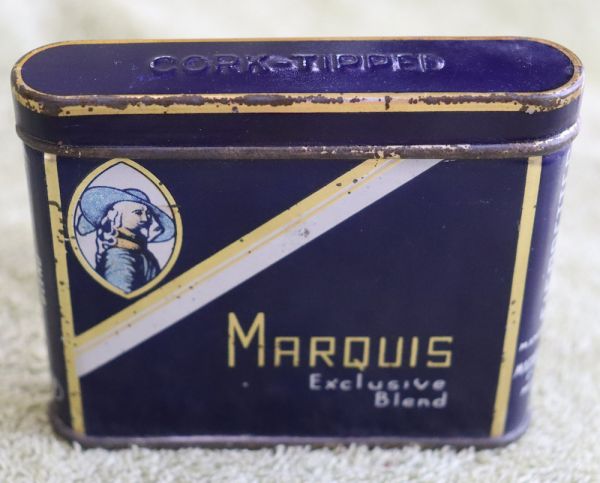 CORK-TIPPED
MARQUIS
Exclusive
Blend